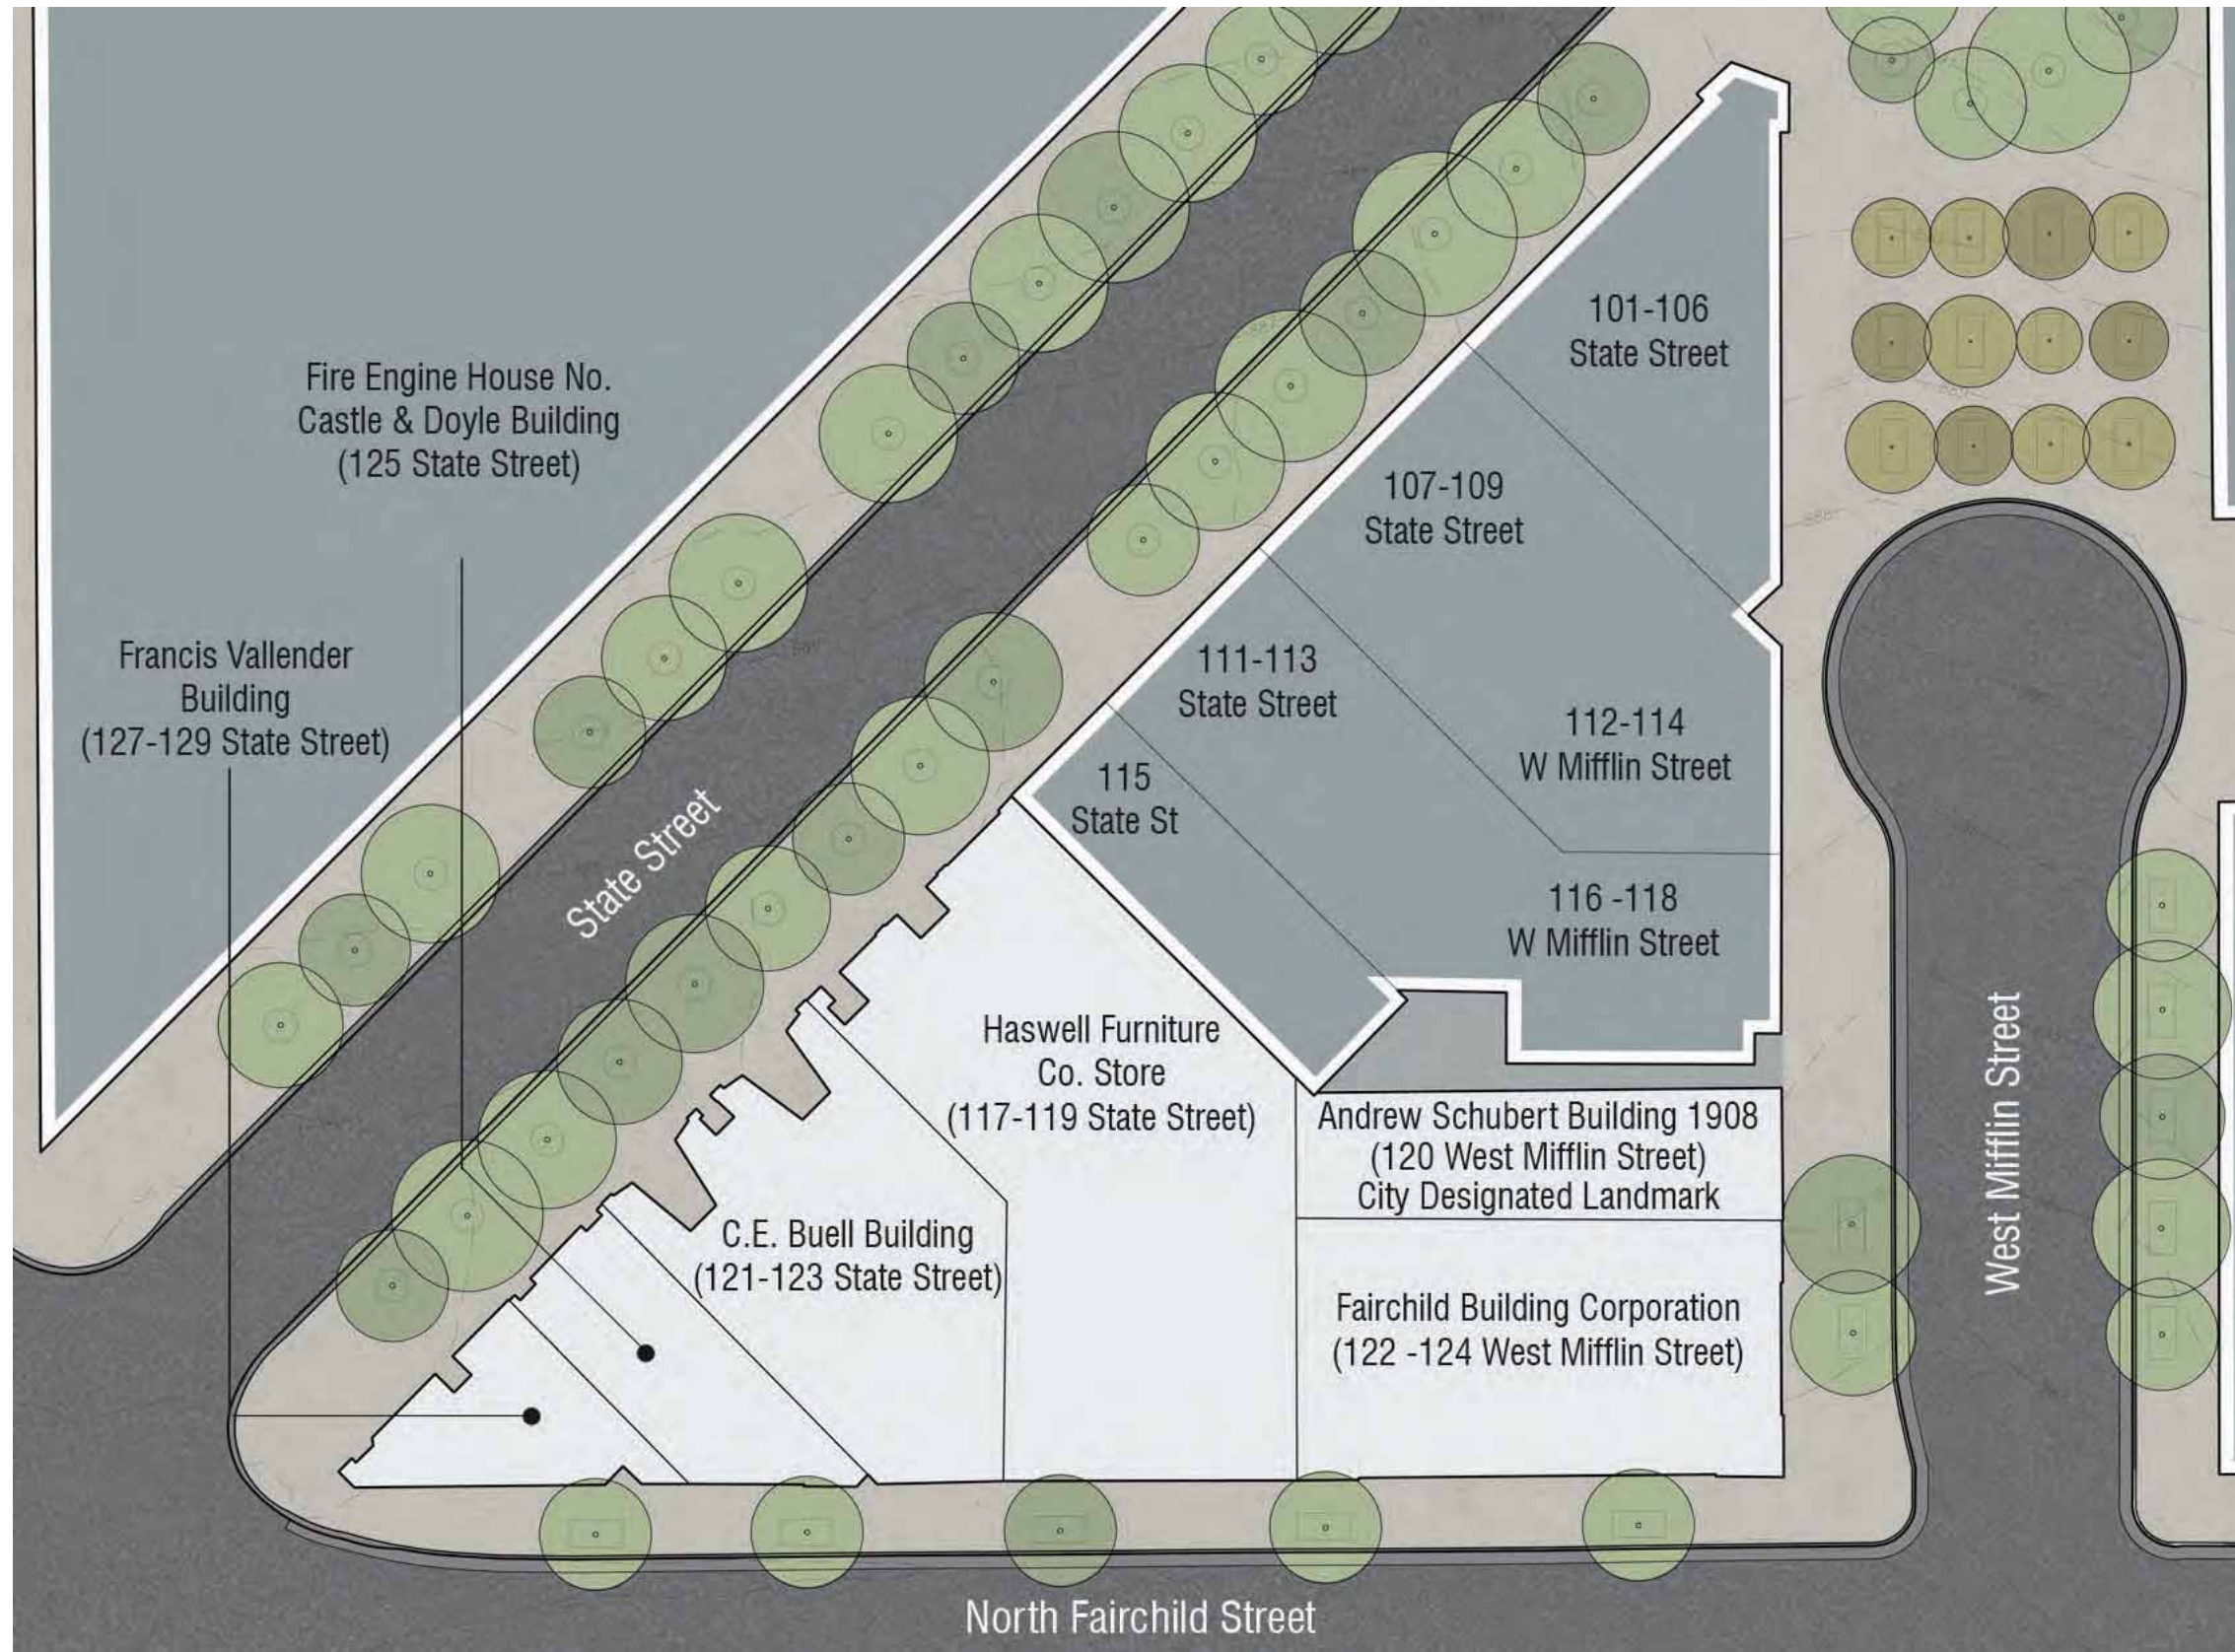 101-106
State Street
Fire Engine House No.
Castle & Doyle Building
(125 State Street)
107-109
State Street
Francis Vallender
Building
(127-129 State Street)
111-113
State Street
112-114
W Mifflin Street
115
State St
State Street
116 -118
W Mifflin Street
Haswell Furniture
Co. Store
(117-119 State Street)
Andrew Schubert Building 1908
(120 West Mifflin Street)
City Designated Landmark
West Mifflin Street
C.E. Buell Building
(121-123 State Street)
Fairchild Building Corporation
(122 -124 West Mifflin Street)
North Fairchild Street